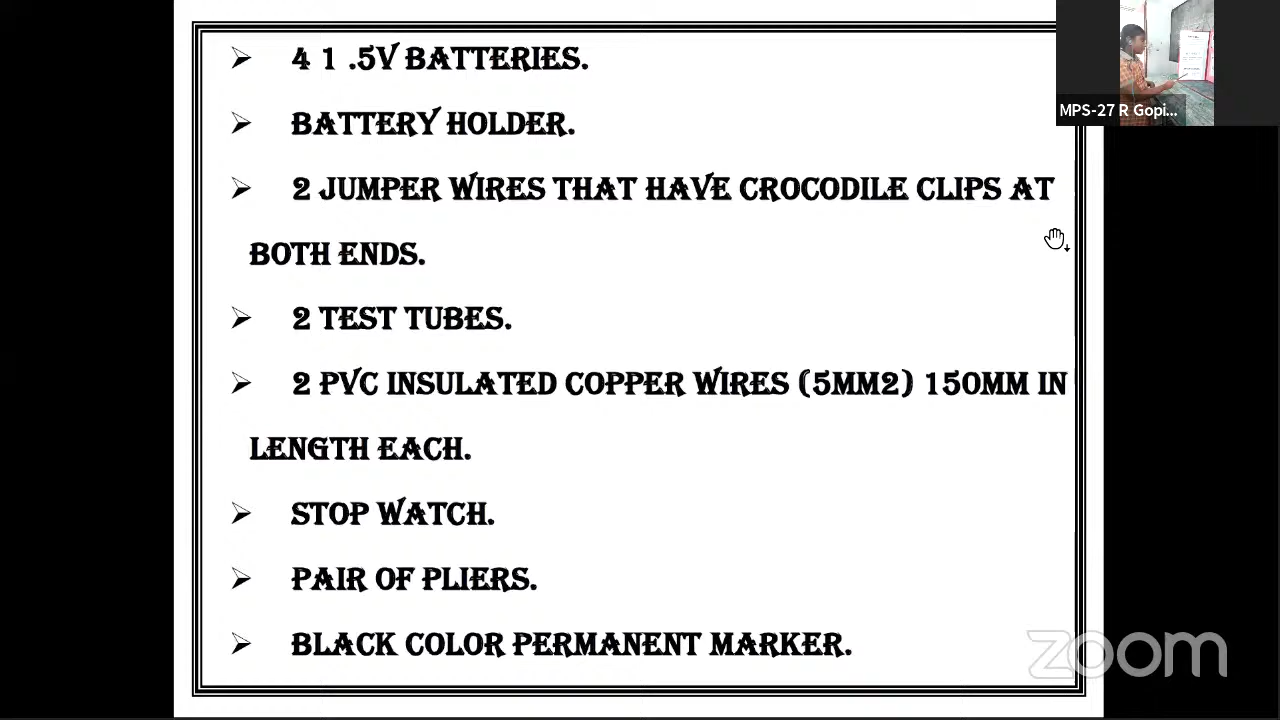 4 1 .5V BATTERIES.
BATTERY HOLDER.
2 JUMPER WIRES THAT HAVE CROCODILE CLIPS AT
BOTH ENDS.
2 TEST TUBES.
2 PVC INSULATED COPPER WIRES (5MM2) 150MM IN
LENGTH EACH.
STOP WATCH.
PAIR OF PLIERS.
BLACK COLOR PERMANENT MARKER.
MPS-27 R Gopi...
zoom